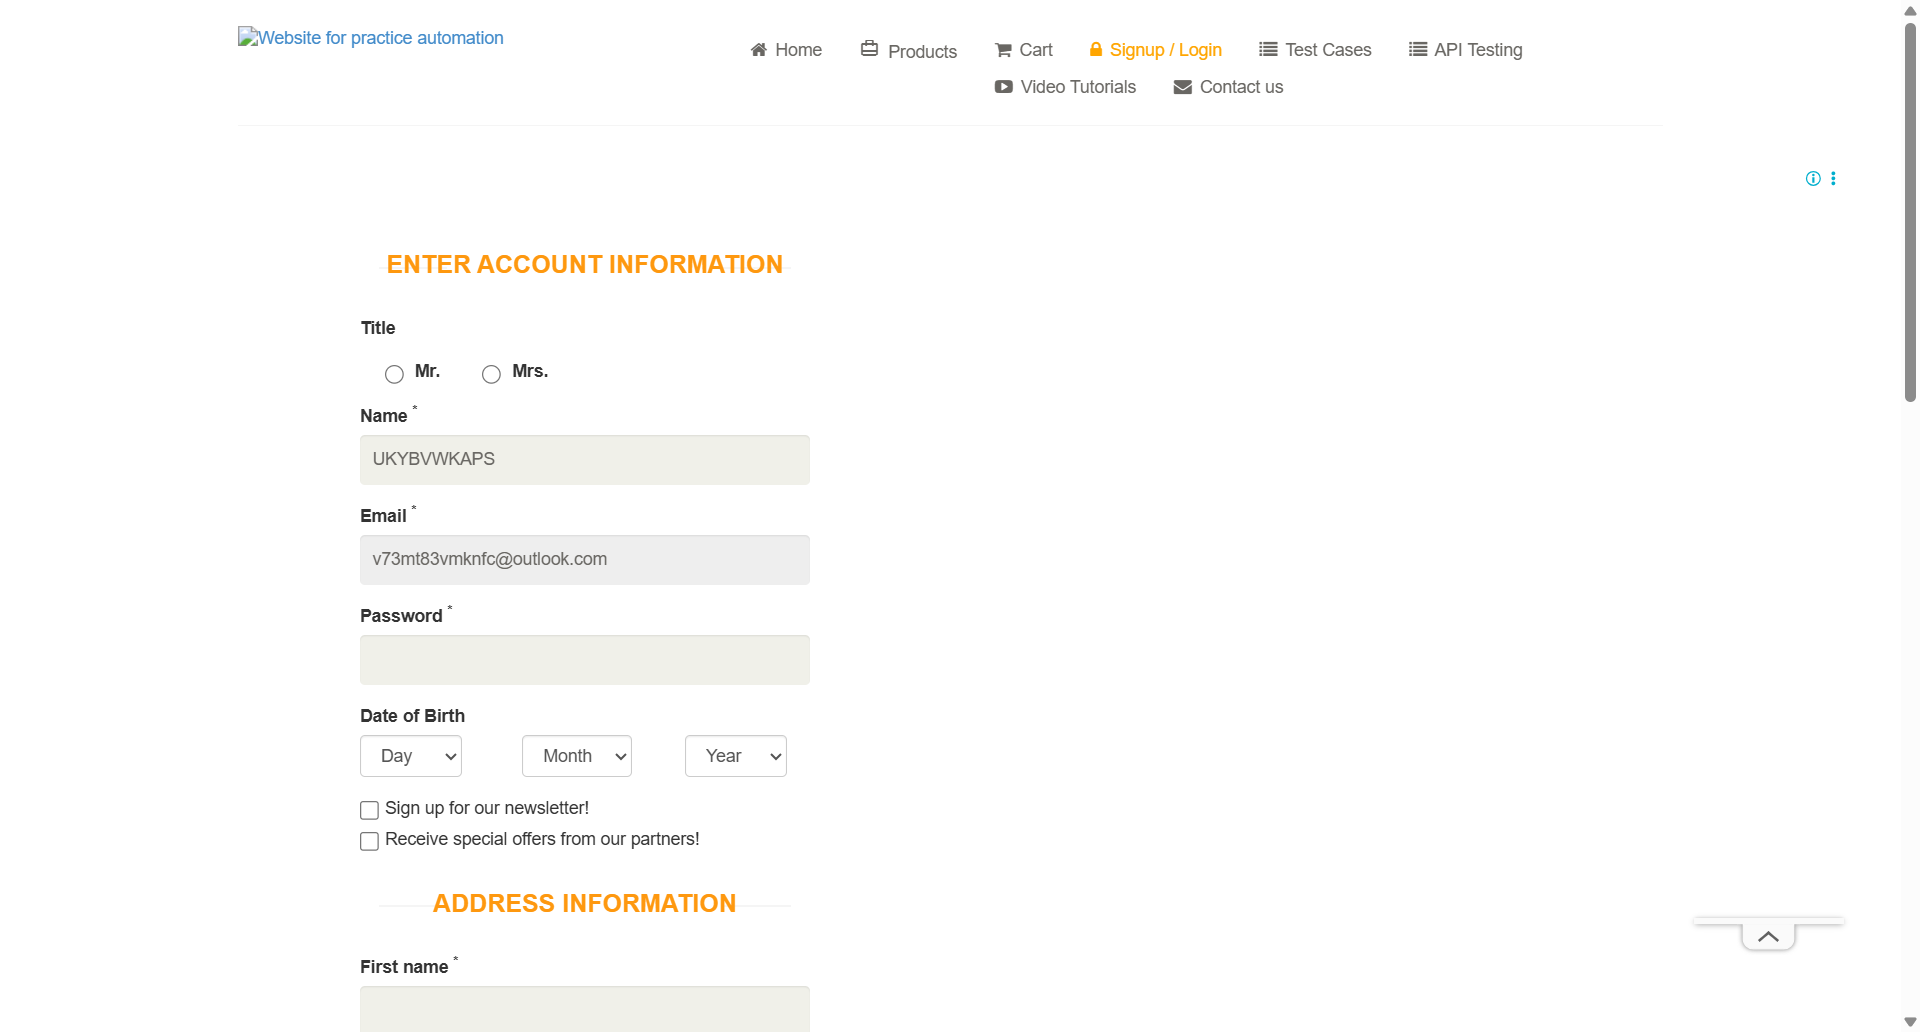 Website for practice automation
Home Products Cart Signup / Login Test Cases API Testing
Video Tutorials Contact us
ENTER ACCOUNT INFORMATION
Title
Mr. Mrs.
Name *
UKYBVWKAPS
Email *
v73mt83vmknfc@outlook.com
Password *
Date of Birth
Day Month Year
Sign up for our newsletter!
Receive special offers from our partners!
ADDRESS INFORMATION
First name *